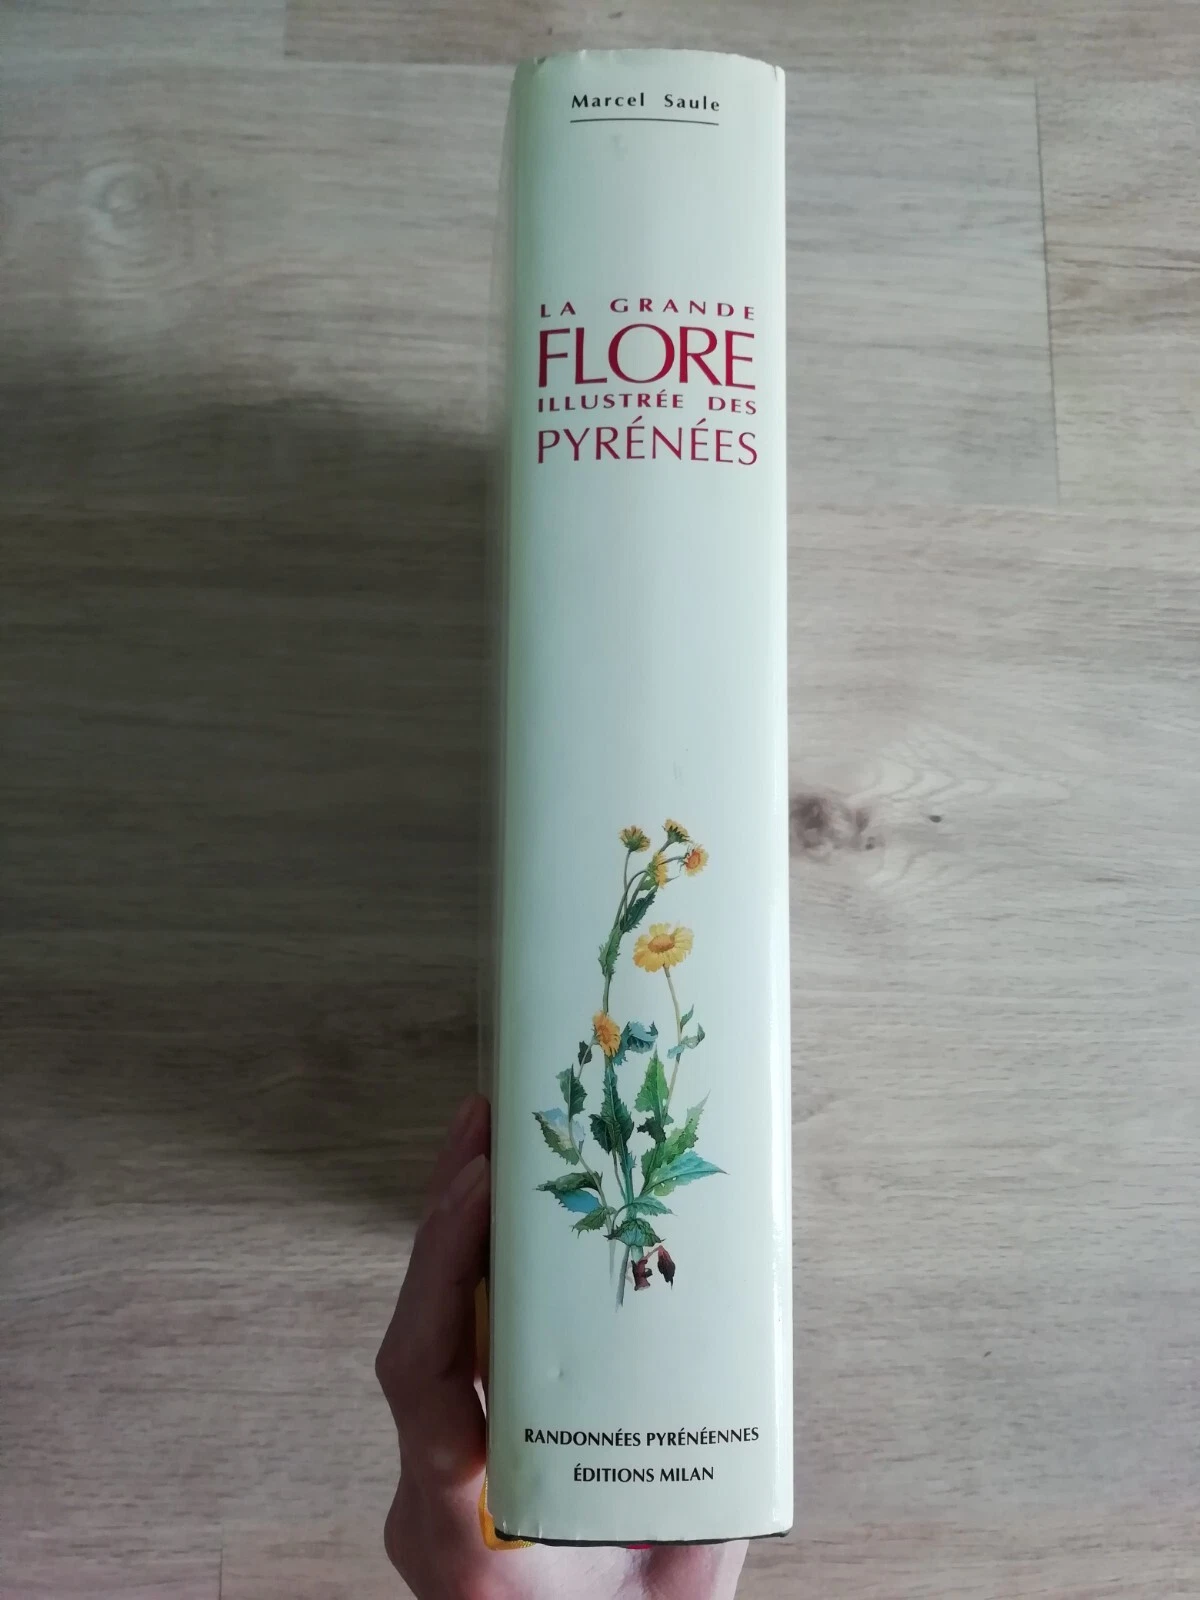 Marcel Saule
LA GRANDE
FLORE
ILLUSTRÉE DES
PYRÉNÉES
RANDONNÉES PYRÉNÉENNES
ÉDITIONS MILAN